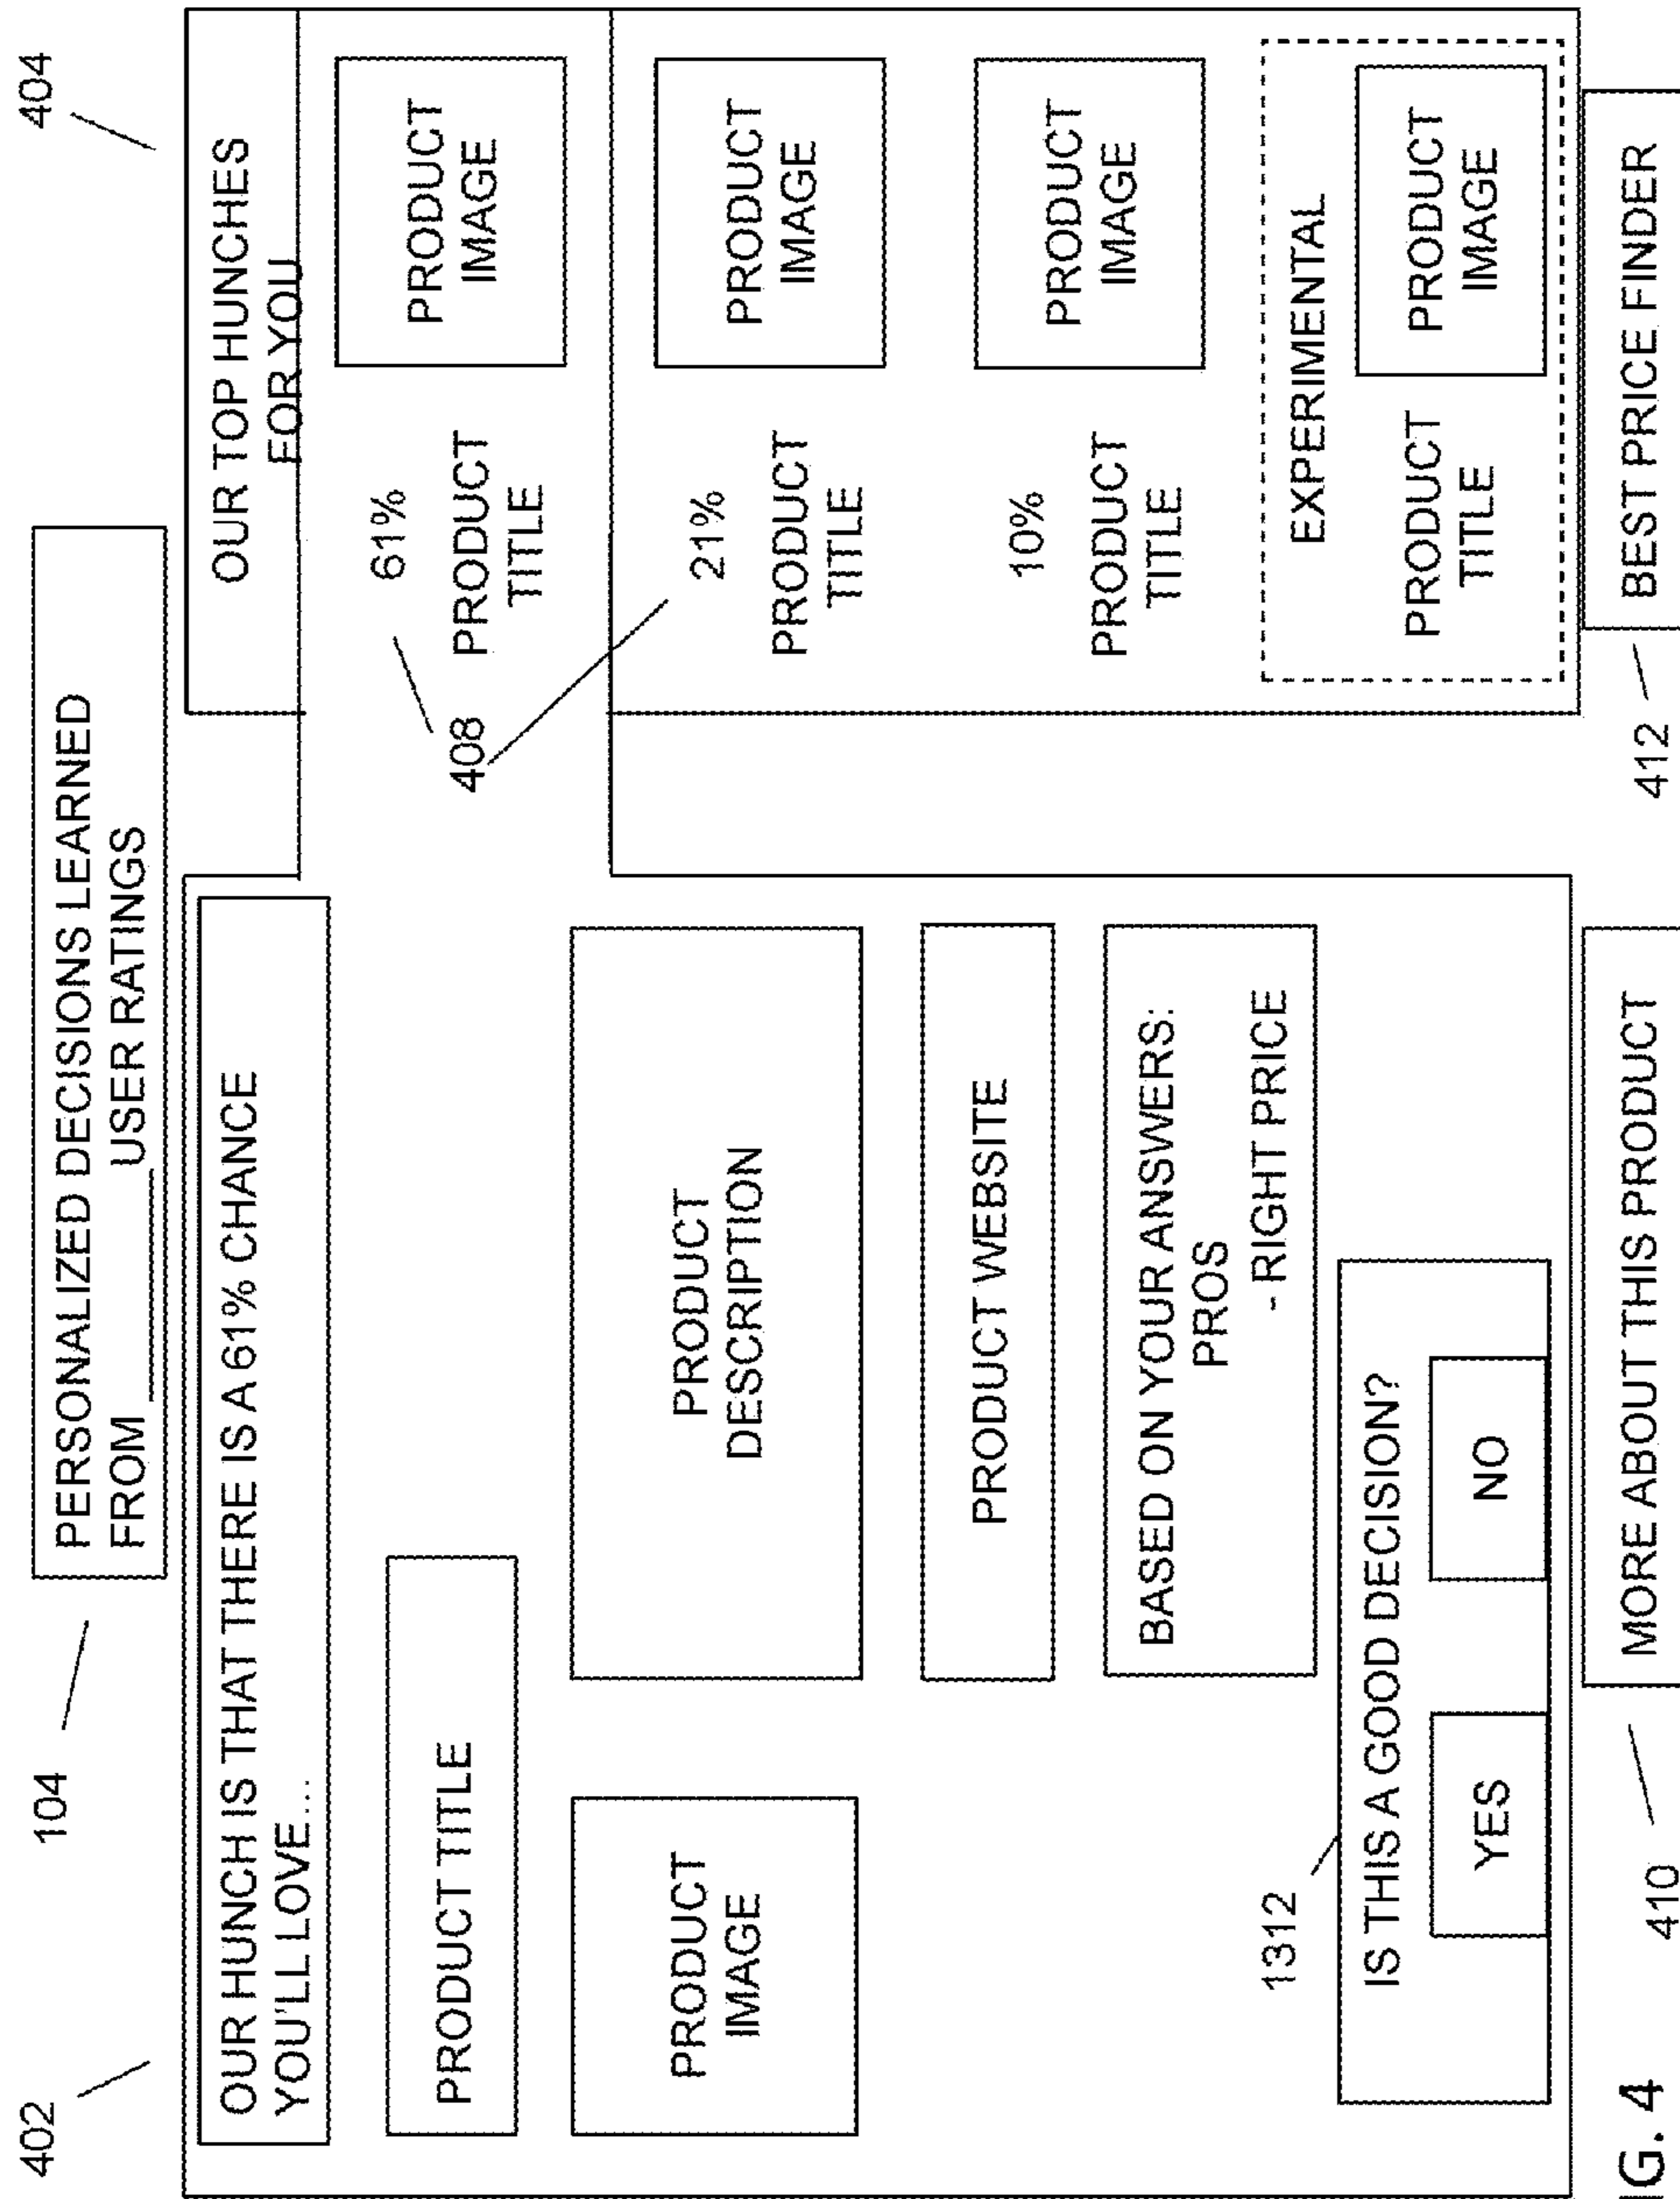 402
104
404
PERSONALIZED DECISIONS LEARNED
FROM ________ USER RATINGS
OUR HUNCH IS THAT THERE IS A 61% CHANCE
YOU'LL LOVE...
PRODUCT TITLE
PRODUCT
IMAGE
PRODUCT
DESCRIPTION
PRODUCT WEBSITE
BASED ON YOUR ANSWERS:
PROS
- RIGHT PRICE
1312
IS THIS A GOOD DECISION?
YES
NO
OUR TOP HUNCHES
FOR YOU
408
61%
PRODUCT
TITLE
PRODUCT
IMAGE
21%
PRODUCT
TITLE
PRODUCT
IMAGE
10%
PRODUCT
TITLE
PRODUCT
IMAGE
EXPERIMENTAL
PRODUCT
TITLE
PRODUCT
IMAGE
410
MORE ABOUT THIS PRODUCT
412
BEST PRICE FINDER
IG. 4